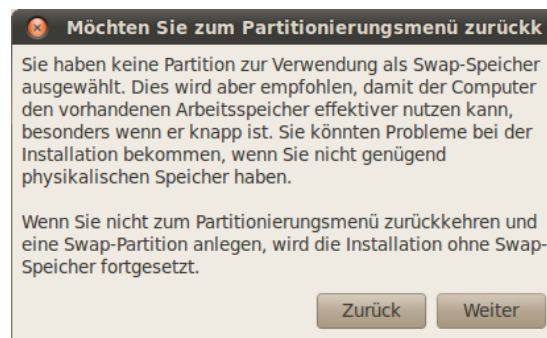 Möchten Sie zum Partitionierungsmenü zurückk
Sie haben keine Partition zur Verwendung als Swap-Speicher
ausgewählt. Dies wird aber empfohlen, damit der Computer
den vorhandenen Arbeitsspeicher effektiver nutzen kann,
besonders wenn er knapp ist. Sie könnten Probleme bei der
Installation bekommen, wenn Sie nicht genügend
physikalischen Speicher haben.
Wenn Sie nicht zum Partitionierungsmenü zurückkehren und
eine Swap-Partition anlegen, wird die Installation ohne Swap-
Speicher fortgesetzt.
Zurück Weiter